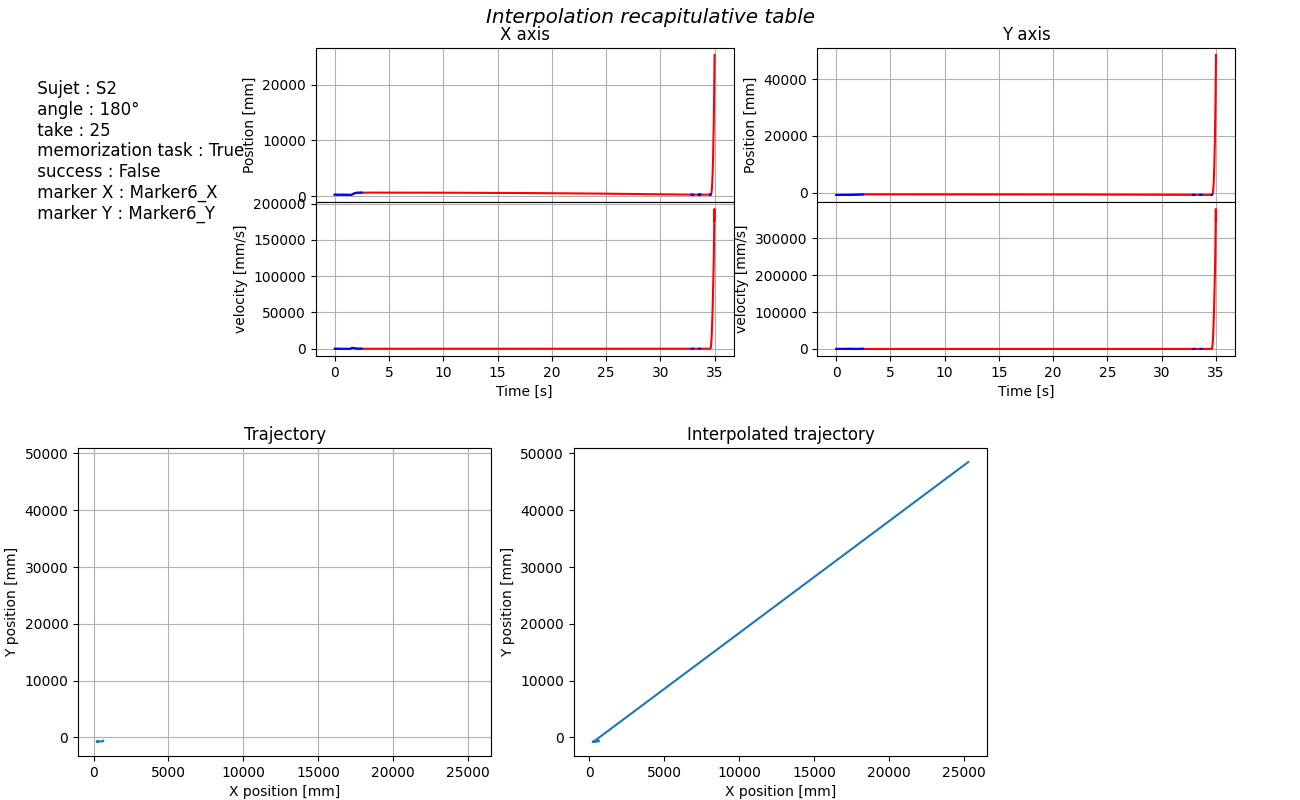 Interpolation recapitulative table
Sujet : S2
angle : 180°
take : 25
memorization task : True
success : False
marker X : Marker6_X
marker Y : Marker6_Y
X axis
Position [mm]
20000
10000
0
velocity [mm/s]
200000
150000
100000
50000
0
0 5 10 15 20 25 30 35
Time [s]
Y axis
Position [mm]
40000
20000
0
velocity [mm/s]
300000
200000
100000
0
0 5 10 15 20 25 30 35
Time [s]
Trajectory
Y position [mm]
50000
40000
30000
20000
10000
0
0 5000 10000 15000 20000 25000
X position [mm]
Interpolated trajectory
Y position [mm]
50000
40000
30000
20000
10000
0
0 5000 10000 15000 20000 25000
X position [mm]